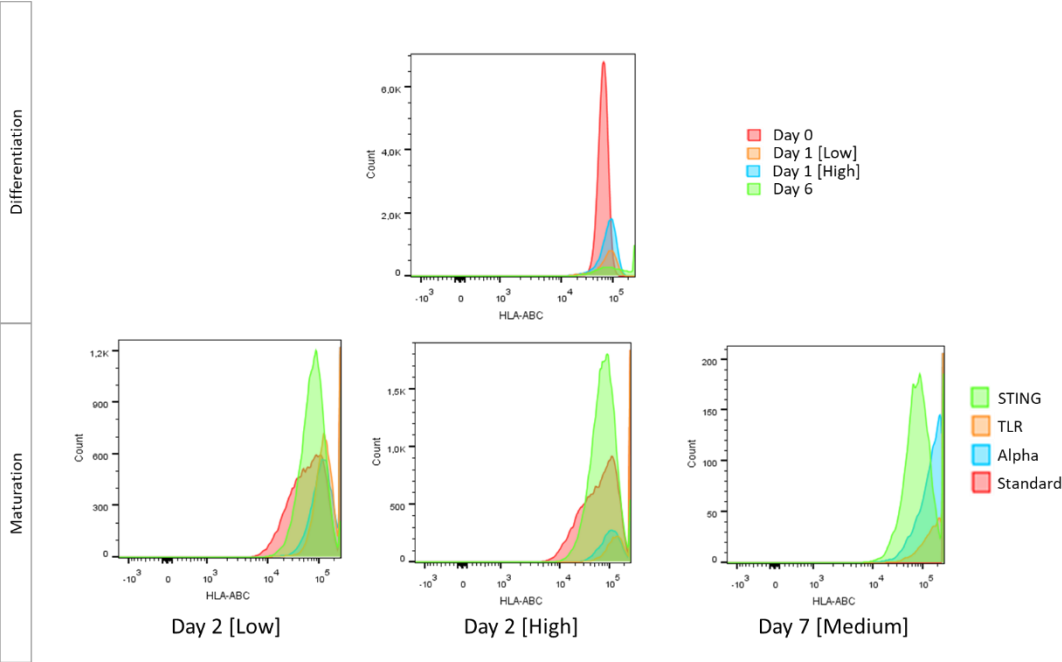 Differentiation
6,0K
4,0K
2,0K
0
Count
-10³ 0 10³ 10⁴ 10⁵
HLA-ABC
Day 0
Day 1 [Low]
Day 1 [High]
Day 6
Maturation
1,2K
900
600
300
0
Count
-10³ 0 10³ 10⁴ 10⁵
HLA-ABC
Day 2 [Low]
1,5K
1,0K
500
0
Count
-10³ 0 10³ 10⁴ 10⁵
HLA-ABC
Day 2 [High]
200
150
100
50
0
Count
-10³ 0 10³ 10⁴ 10⁵
HLA-ABC
Day 7 [Medium]
STING
TLR
Alpha
Standard